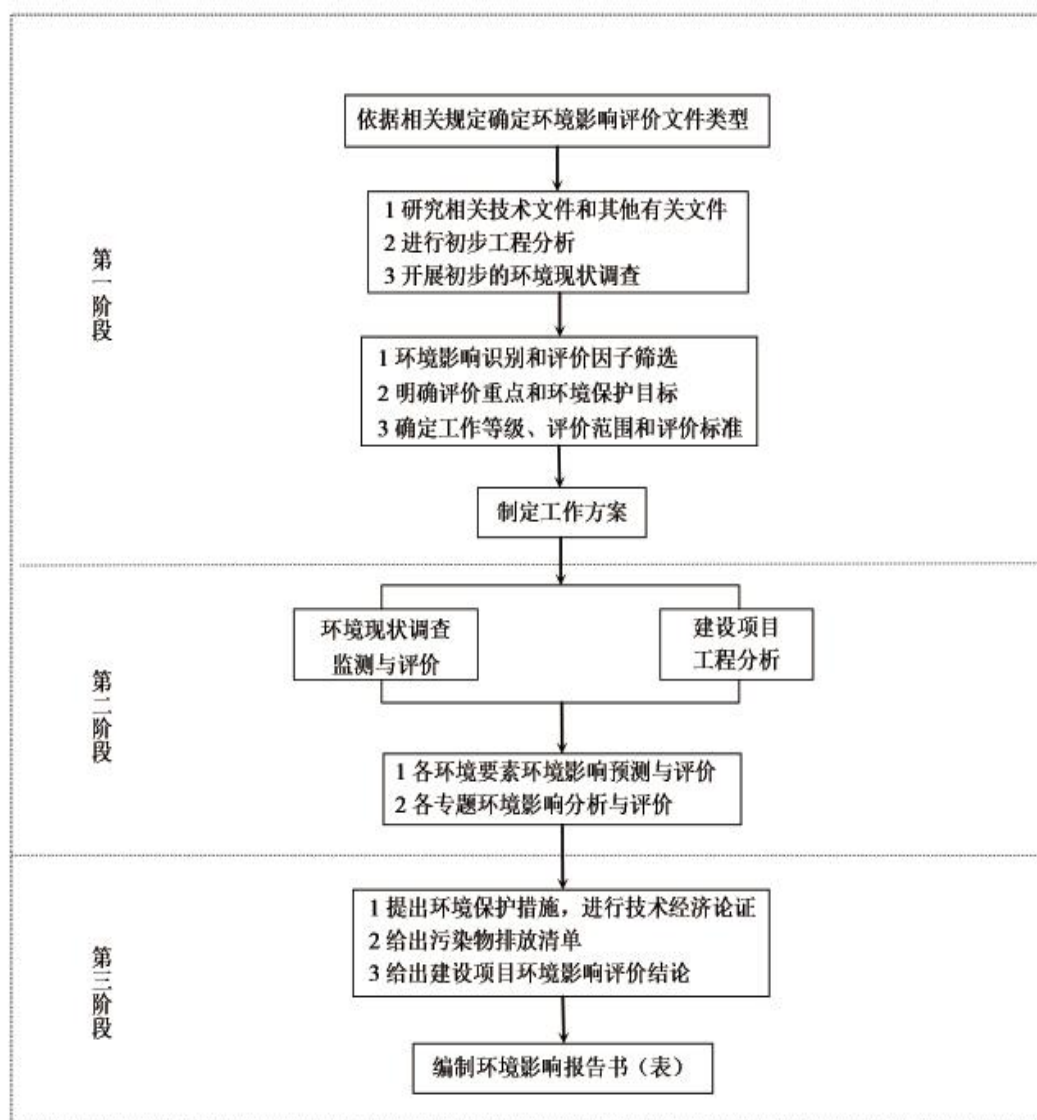 依据相关规定确定环境影响评价文件类型
1 研究相关技术文件和其他有关文件
2 进行初步工程分析
3 开展初步的环境现状调查
第一阶段
1 环境影响识别和评价因子筛选
2 明确评价重点和环境保护目标
3 确定工作等级、评价范围和评价标准
制定工作方案
环境现状调查
监测与评价
建设项目
工程分析
第二阶段
1 各环境要素环境影响预测与评价
2 各专题环境影响分析与评价
1 提出环境保护措施，进行技术经济论证
2 给出污染物排放清单
3 给出建设项目环境影响评价结论
第三阶段
编制环境影响报告书（表）